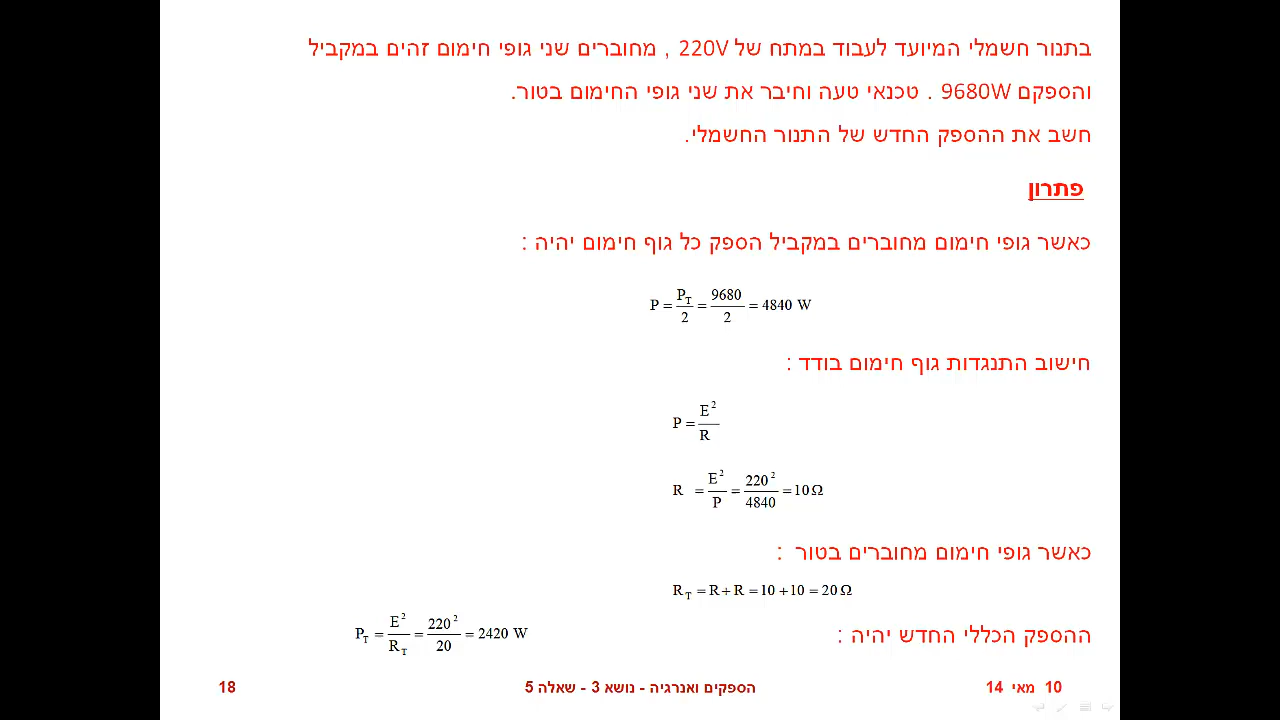 בתנור חשמלי המיועד לעבוד במתח של 220V , מחוברים שני גופי חימום זהים במקביל
והספקם 9680W . טכנאי טעה וחיבר את שני גופי החימום בטור.
חשב את ההספק החדש של התנור החשמלי.
פתרון
כאשר גופי חימום מחוברים במקביל הספק כל גוף חימום יהיה :
P = P_T/2 = 9680/2 = 4840 W
חישוב התנגדות גוף חימום בודד :
P = E²/R
R = E²/P = 220²/4840 = 10 Ω
כאשר גופי חימום מחוברים בטור :
R_T = R + R = 10 + 10 = 20 Ω
ההספק הכללי החדש יהיה :
P_T = E²/R_T = 220²/20 = 2420 W
10 מאי 14
הספקים ואנרגיה - נושא 3 - שאלה 5
18